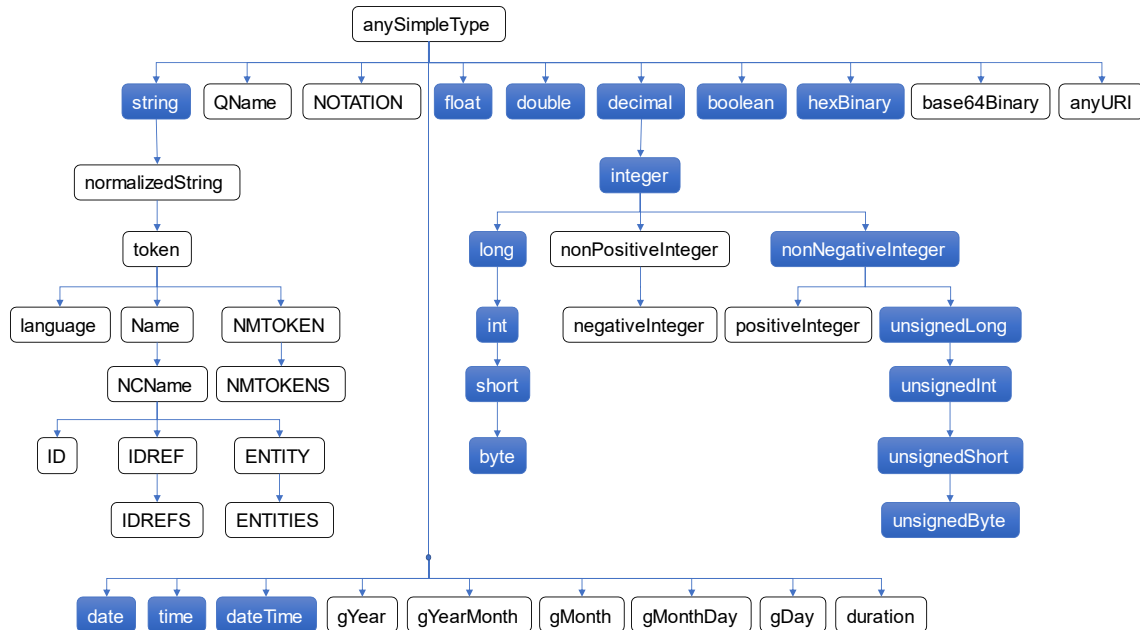 anySimpleType
string
QName
NOTATION
float
double
decimal
boolean
hexBinary
base64Binary
anyURI
normalizedString
integer
token
long
nonPositiveInteger
nonNegativeInteger
language
Name
NMTOKEN
int
negativeInteger
positiveInteger
unsignedLong
NCName
NMTOKENS
short
unsignedInt
ID
IDREF
ENTITY
byte
unsignedShort
IDREFS
ENTITIES
unsignedByte
date
time
dateTime
gYear
gYearMonth
gMonth
gMonthDay
gDay
duration